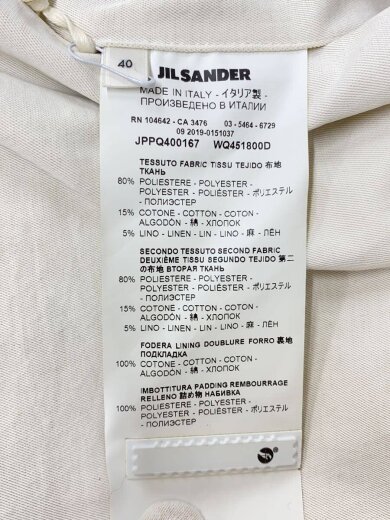 40
JIL SANDER
MADE IN ITALY - イタリア製 -
ПРОИЗВЕДЕНО В ИТАЛИИ
RN 104642 - CA 3476 03 - 5464 - 6729
09 2019-0151037
JPPQ400167 WQ451800D
TESSUTO FABRIC TISSU TEJIDO 布地
ТКАНЬ
80% POLIESTERE - POLYESTER -
POLYESTER - POLIÉSTER - ポリエステル
- ПОЛИЭСТЕР
15% COTONE - COTTON - COTON -
ALGODÓN - 綿 - ХЛОПОК
5% LINO - LINEN - LIN - LINO - 麻 - ЛЁН
SECONDO TESSUTO SECOND FABRIC
DEUXIÈME TISSU SEGUNDO TEJIDO 第二
の布地 ВТОРАЯ ТКАНЬ
80% POLIESTERE - POLYESTER -
POLYESTER - POLIÉSTER - ポリエステル
- ПОЛИЭСТЕР
15% COTONE - COTTON - COTON -
ALGODÓN - 綿 - ХЛОПОК
5% LINO - LINEN - LIN - LINO - 麻 - ЛЁН
FODERA LINING DOUBLURE FORRO 裏地
ПОДКЛАДКА
100% COTONE - COTTON - COTON -
ALGODÓN - 綿 - ХЛОПОК
IMBOTTITURA PADDING REMBOURRAGE
RELLENO 詰め物 НАБИВКА
100% POLIESTERE - POLYESTER -
POLYESTER - POLIÉSTER - ポリエステル
- ПОЛИЭСТЕР